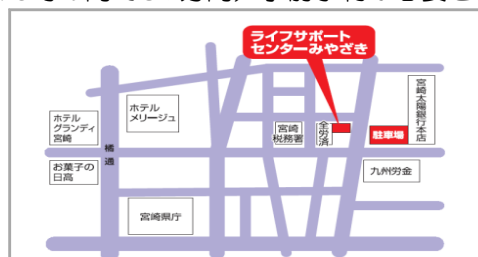 ライフサポート
センターみやざき
ホテル
グランディ
宮崎
ホテル
メリージュ
橘通
宮崎
税務署
全労済
駐車場
宮崎太陽銀行本店
お菓子の
日高
九州労金
宮崎県庁